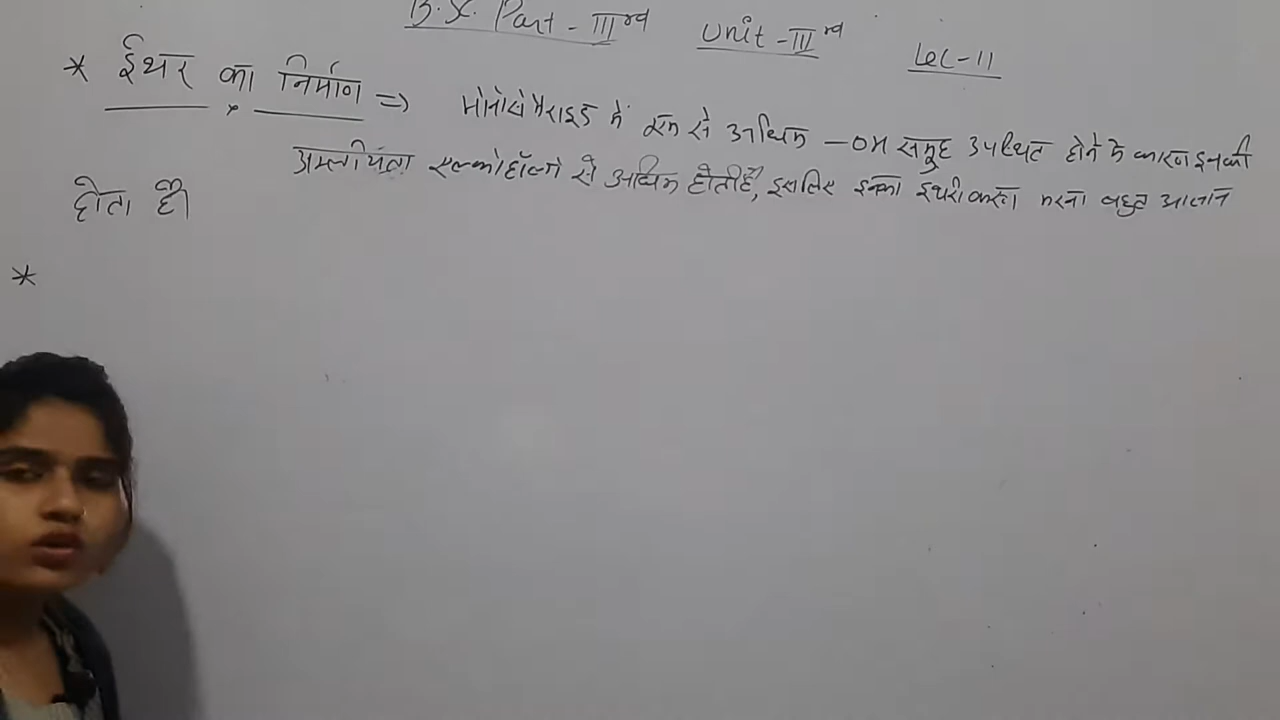 B.Sc. Part - III rd Unit - III rd Lec - 11
* ईथर का निर्माण => मोनोसेकैराइड में एक से अधिक -OH समूह उपस्थित होने के कारण इनकी
अम्लीयता एल्कोहॉलो से अधिक होती है, इसलिए इनका ईथरीकरण करना बहुत आसान
होता है।
*